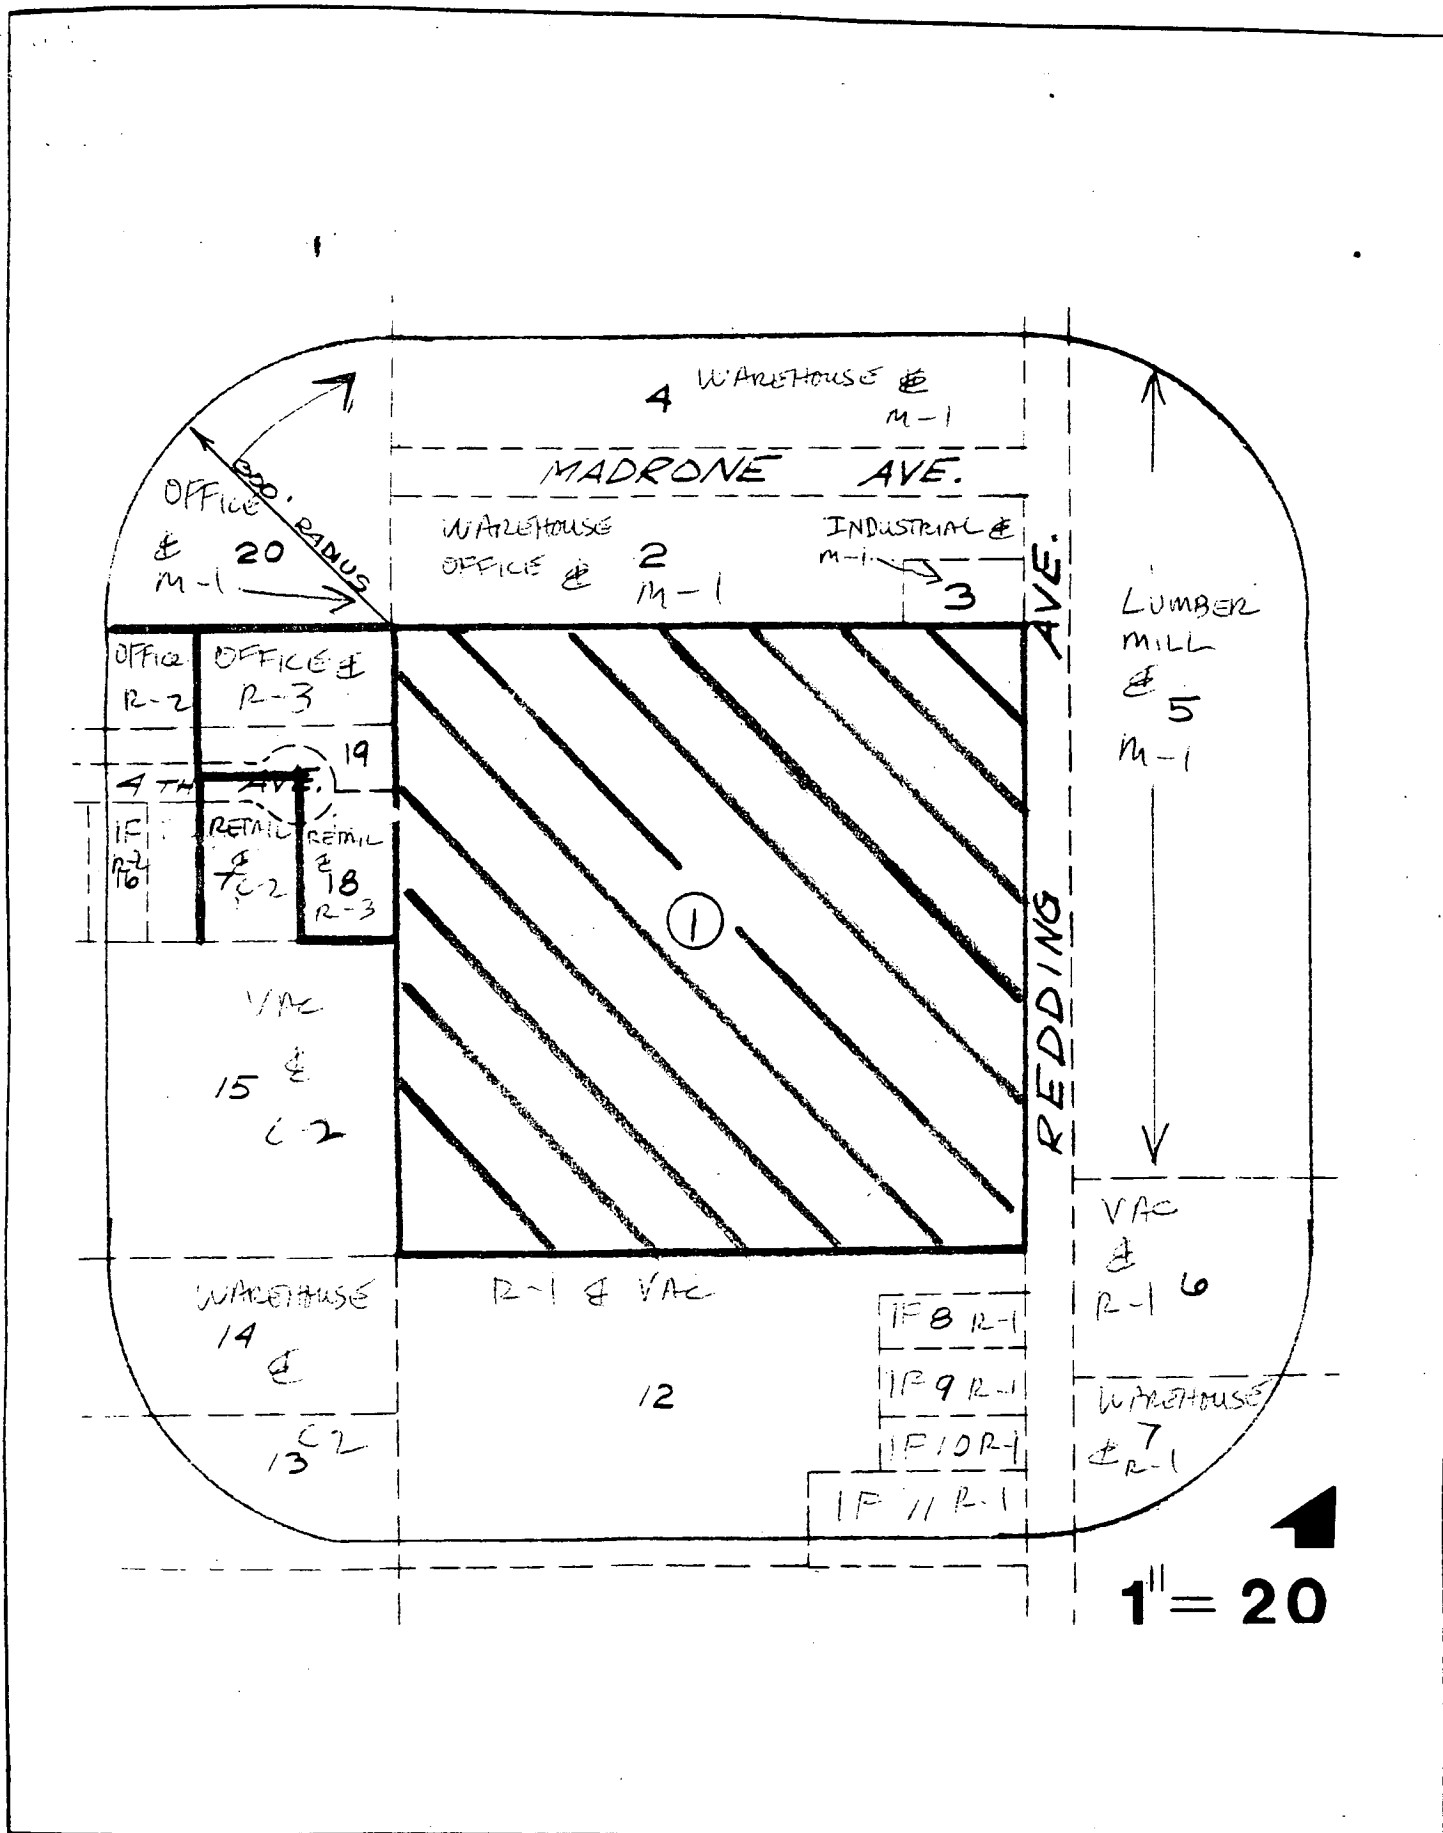 4 WAREHOUSE &
M-1
MADRONE AVE.
300. RADIUS
OFFICE
& 20
M-1
WAREHOUSE
OFFICE & 2
M-1
INDUSTRIAL &
M-1
3
LUMBER
MILL
& 5
M-1
OFFICE
R-2
OFFICE &
R-3
19
4TH AVE.
1F
RETAIL
&
C-2
RETAIL
&
18
R-3
1
REDDING AVE.
VAC
15 &
C-2
VAC
&
R-1 6
WAREHOUSE
14
&
13 C2
R-1 & VAC
12
1F 8 R-1
1F 9 R-1
1F 10 R-1
1F 11 R-1
WAREHOUSE
& 7
R-1
1" = 20